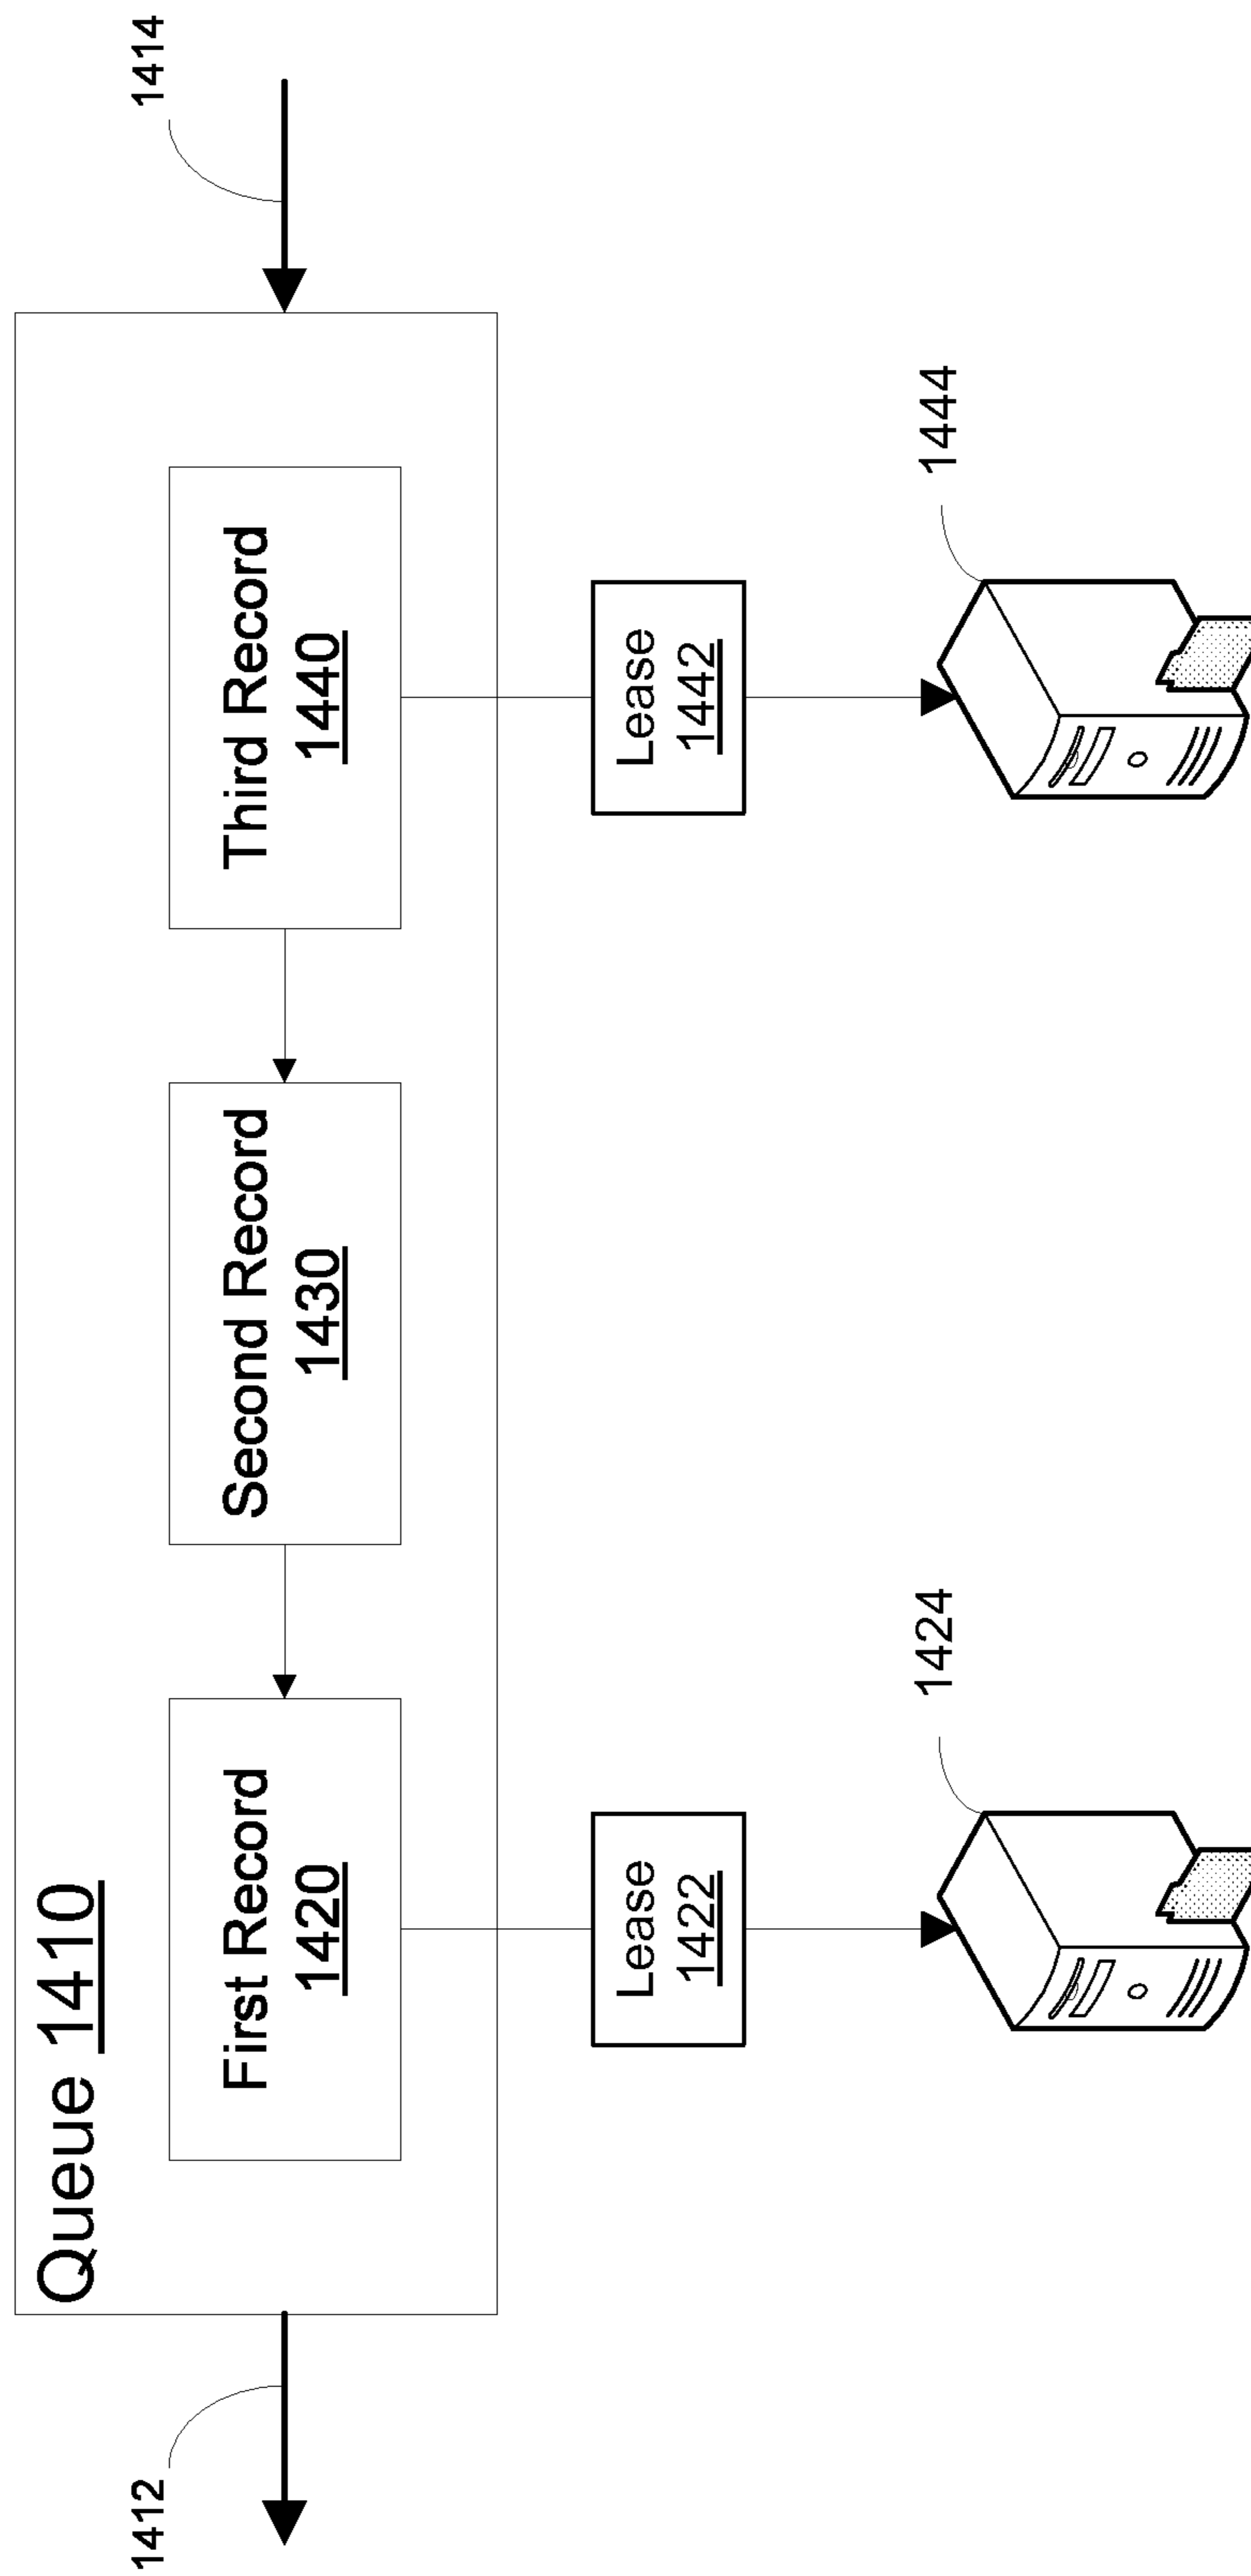 Queue 1410
1412
1414
First Record
1420
Second Record
1430
Third Record
1440
Lease
1422
Lease
1442
1424
1444